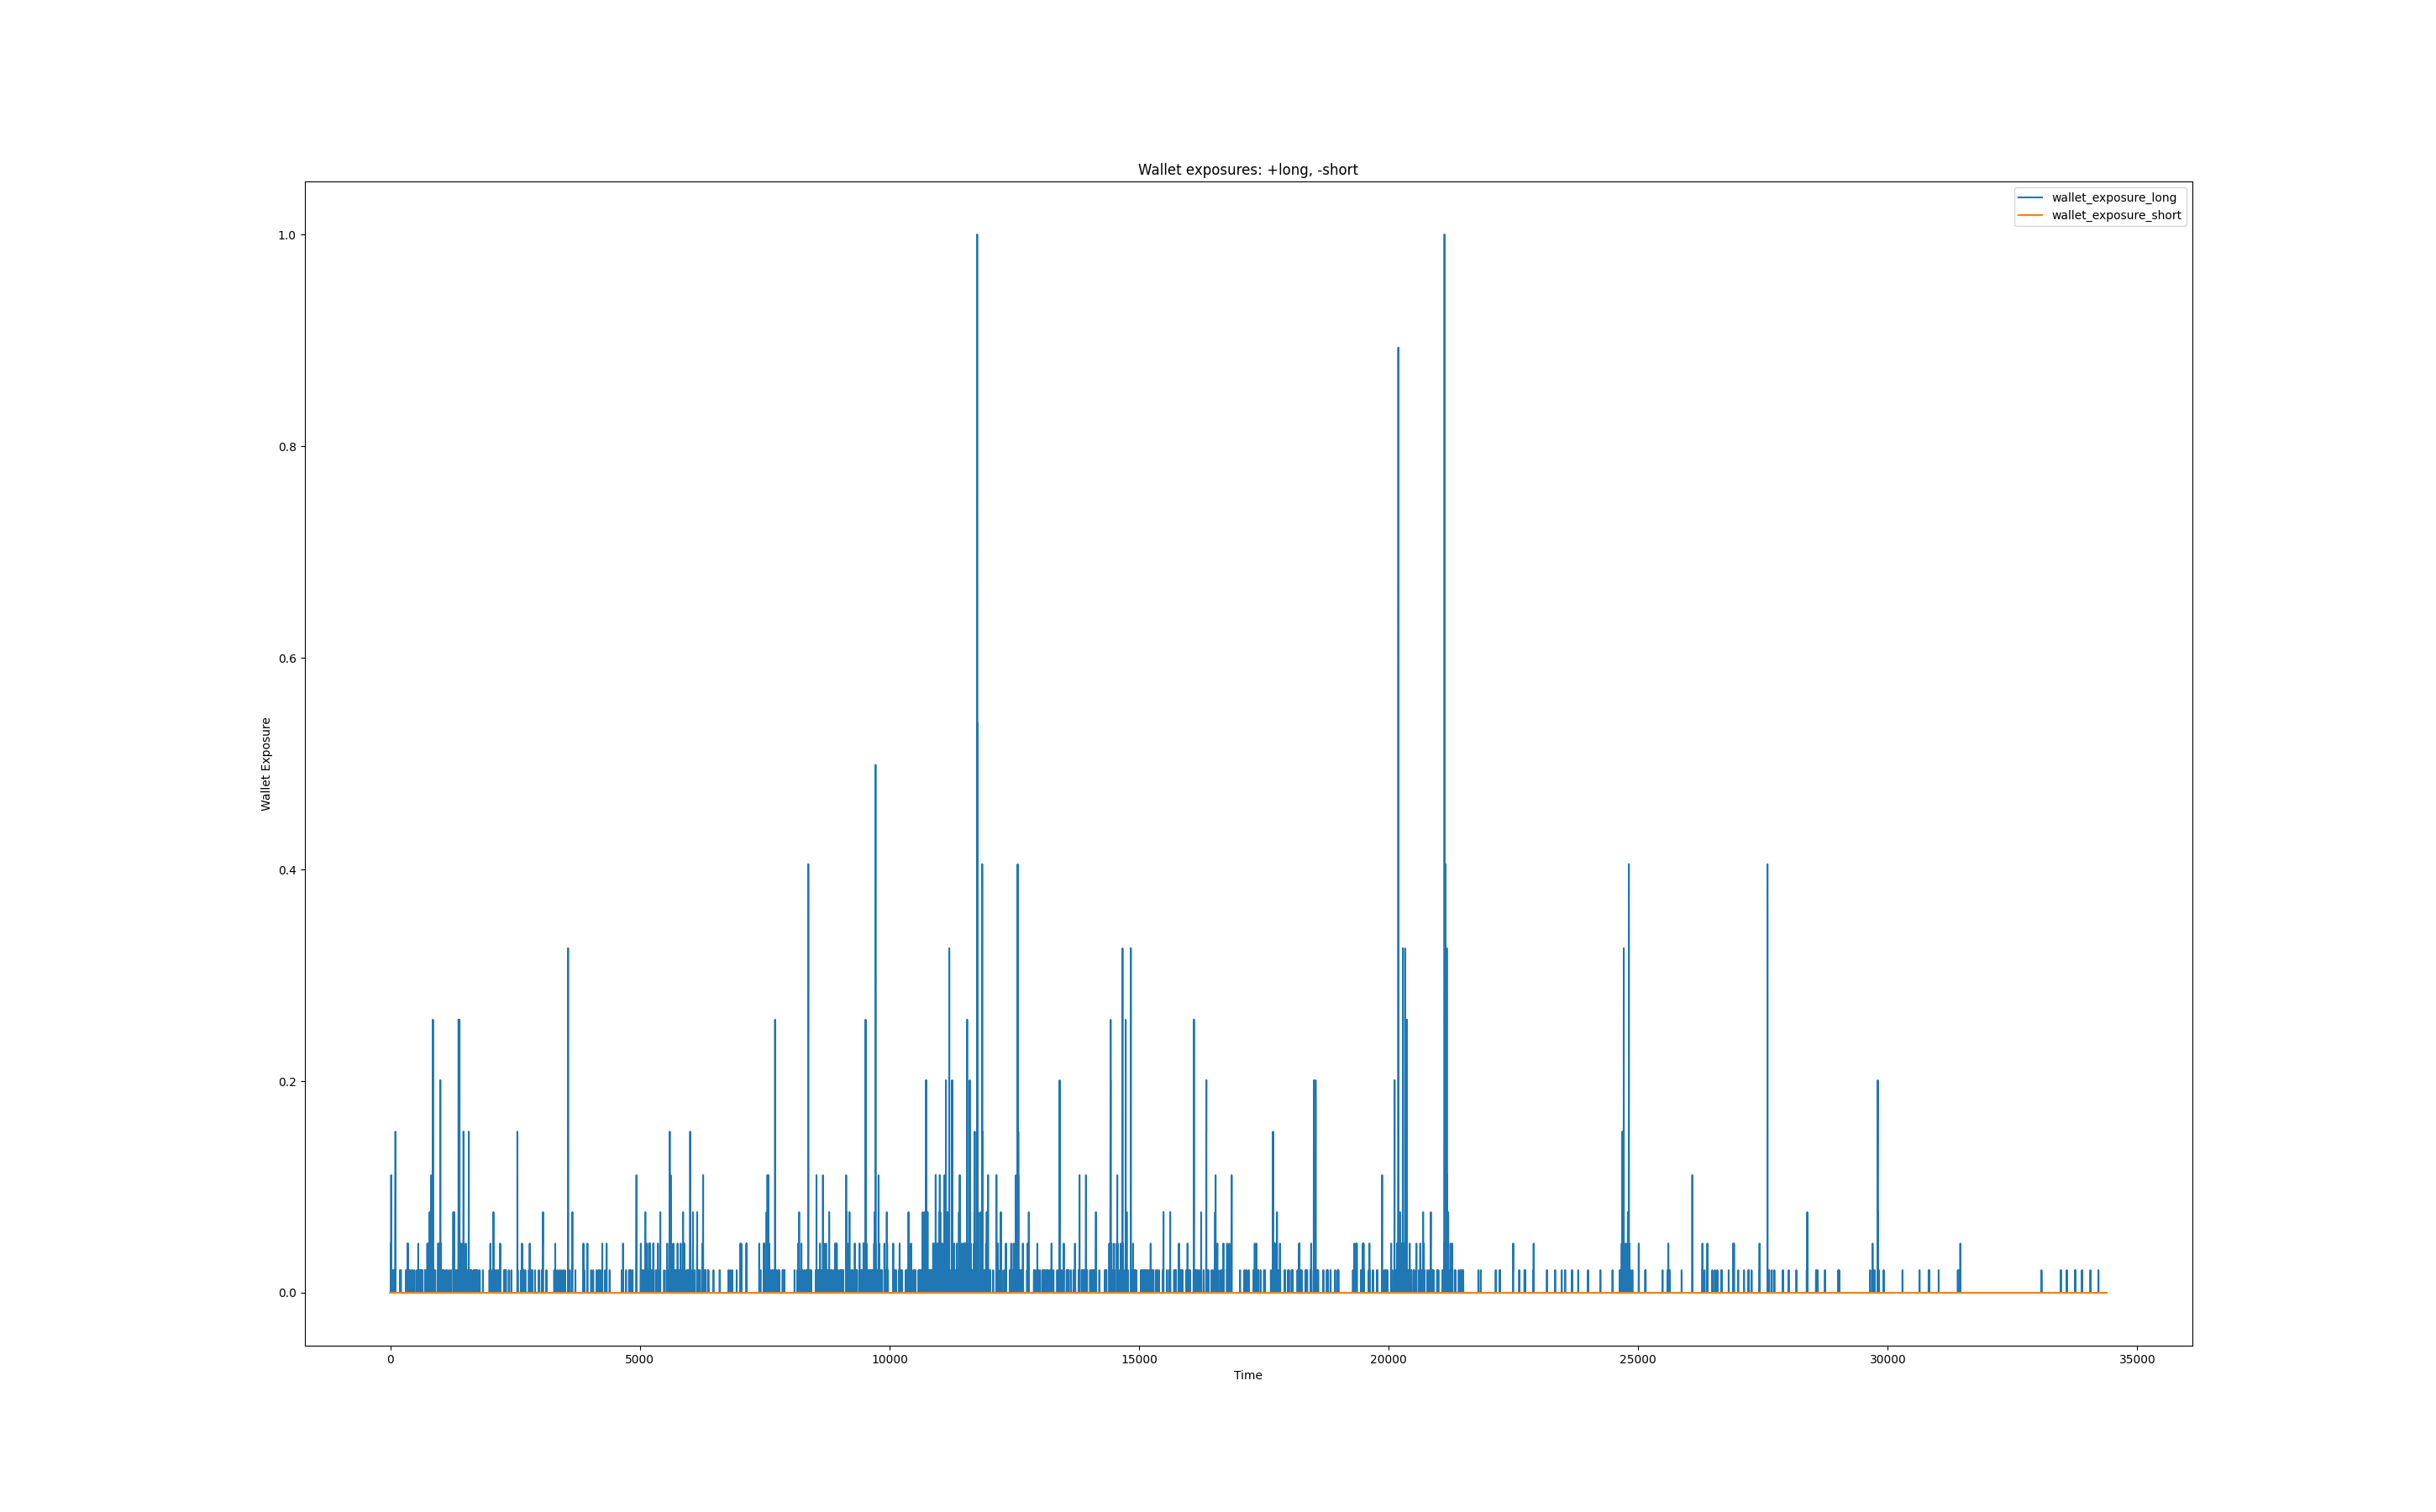 Wallet exposures: +long, -short
wallet_exposure_long
wallet_exposure_short
1.0
0.8
0.6
0.4
0.2
0.0
Wallet Exposure
0 5000 10000 15000 20000 25000 30000 35000
Time